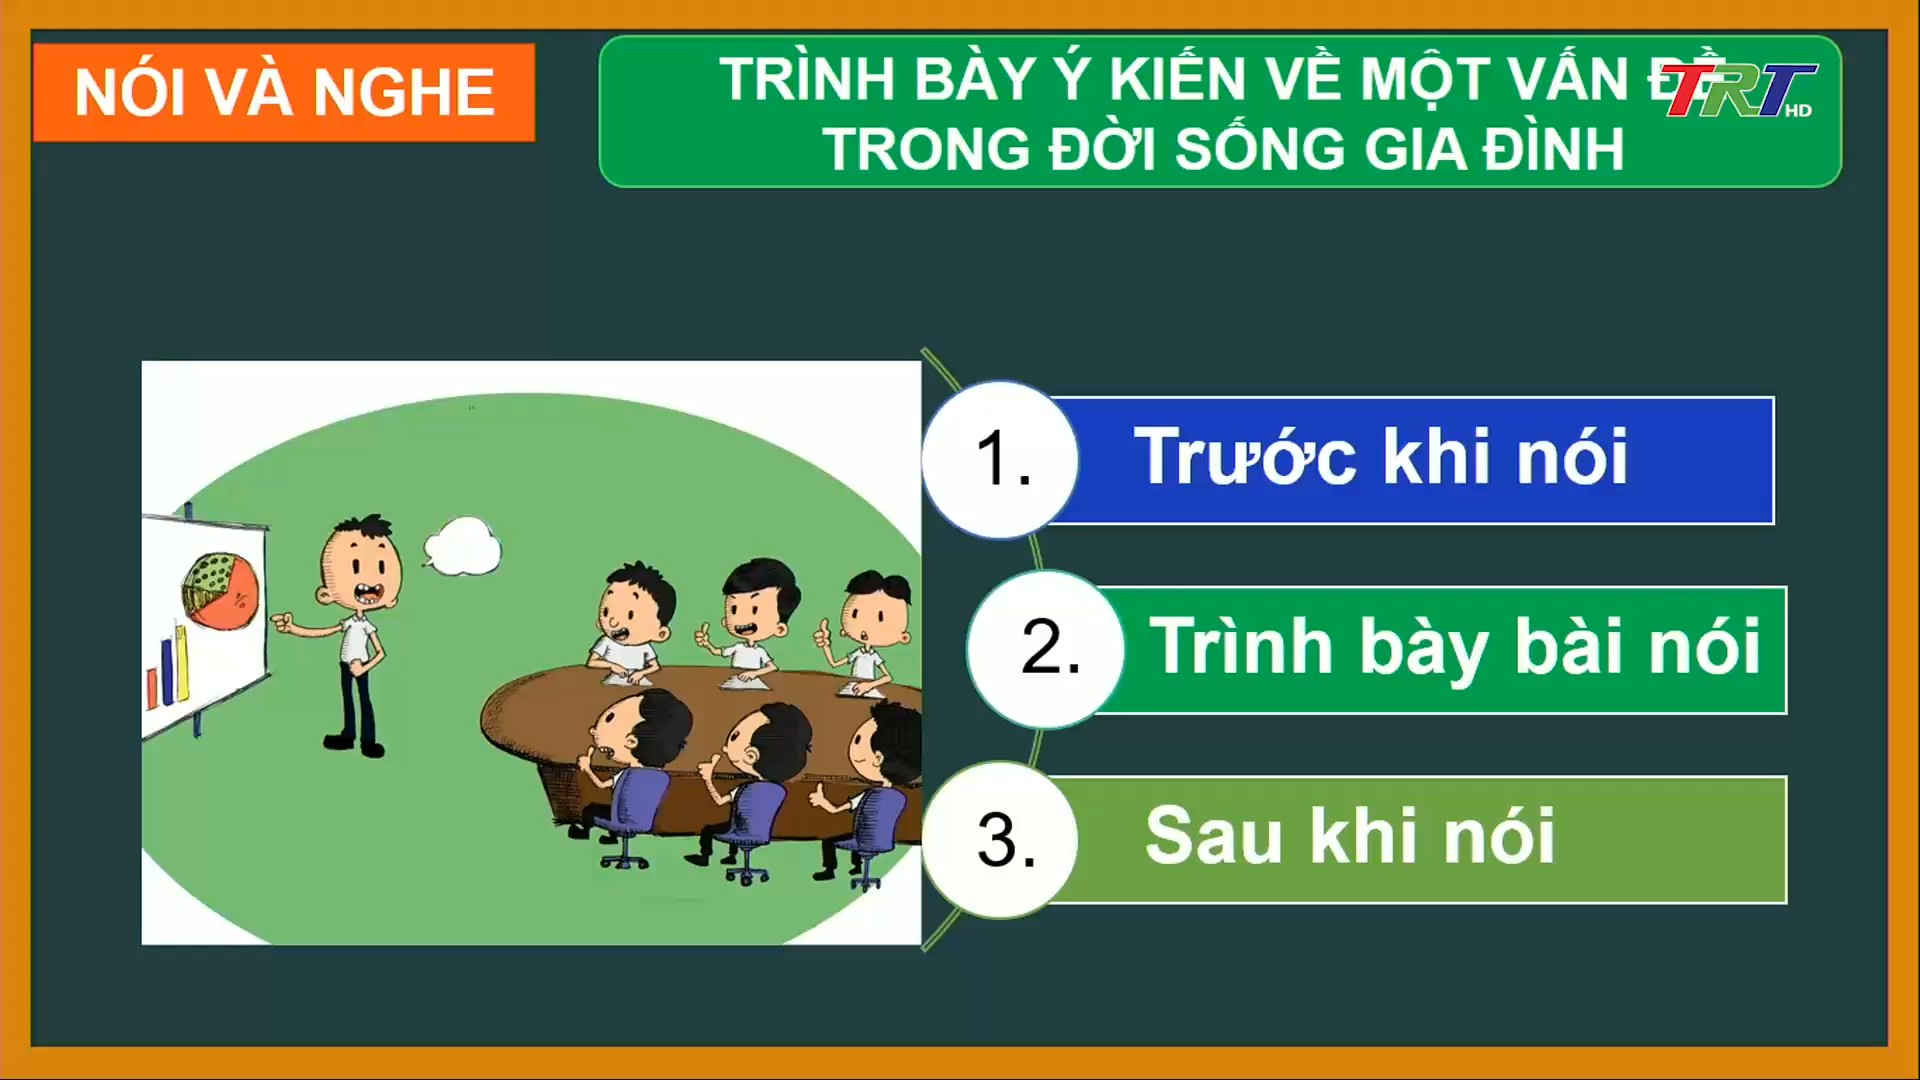 NÓI VÀ NGHE
TRÌNH BÀY Ý KIẾN VỀ MỘT VẤN ĐỀ
TRONG ĐỜI SỐNG GIA ĐÌNH
TRT HD
1. Trước khi nói
2. Trình bày bài nói
3. Sau khi nói